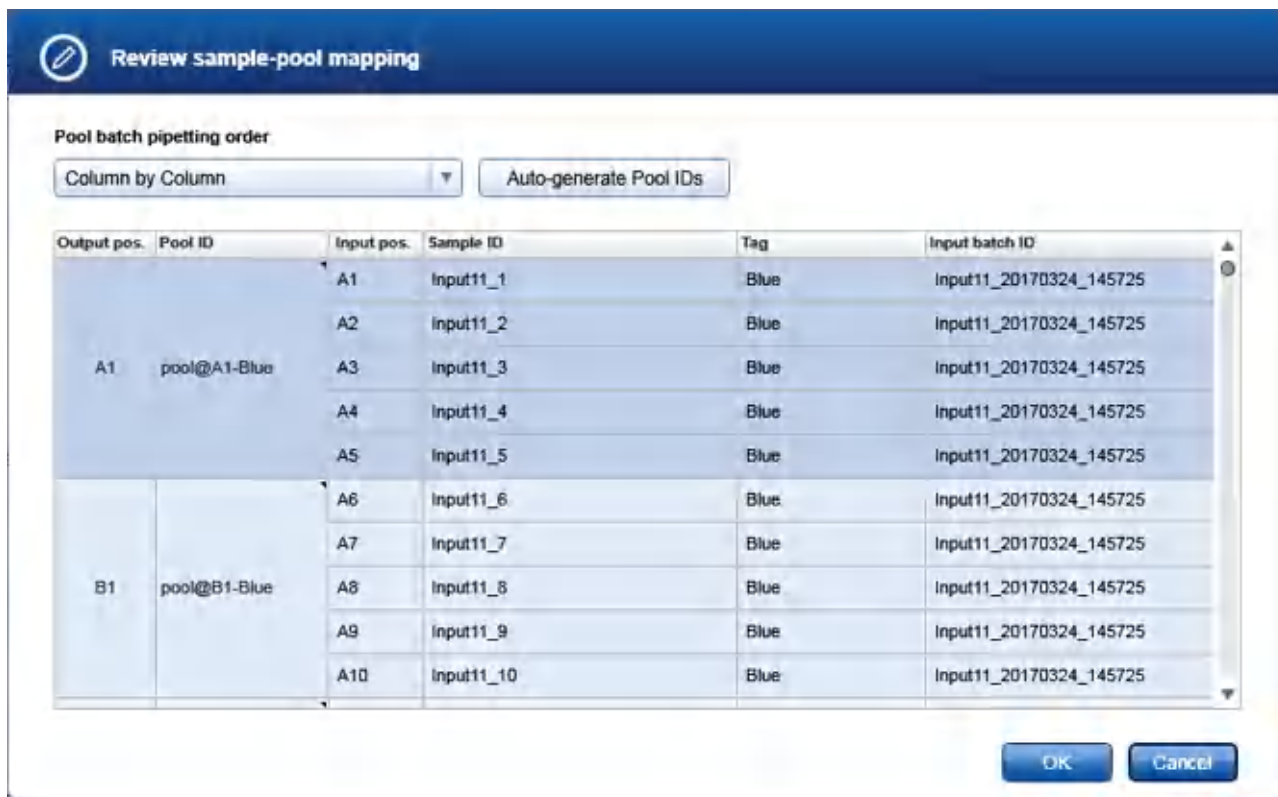 Review sample-pool mapping
Pool batch pipetting order
Column by Column Auto-generate Pool IDs
Output pos. Pool ID Input pos. Sample ID Tag Input batch ID
A1 Input11_1 Blue Input11_20170324_145725
A2 Input11_2 Blue Input11_20170324_145725
A1 pool@A1-Blue A3 Input11_3 Blue Input11_20170324_145725
A4 Input11_4 Blue Input11_20170324_145725
A5 Input11_5 Blue Input11_20170324_145725
A6 Input11_6 Blue Input11_20170324_145725
A7 Input11_7 Blue Input11_20170324_145725
B1 pool@B1-Blue A8 Input11_8 Blue Input11_20170324_145725
A9 Input11_9 Blue Input11_20170324_145725
A10 Input11_10 Blue Input11_20170324_145725
OK Cancel